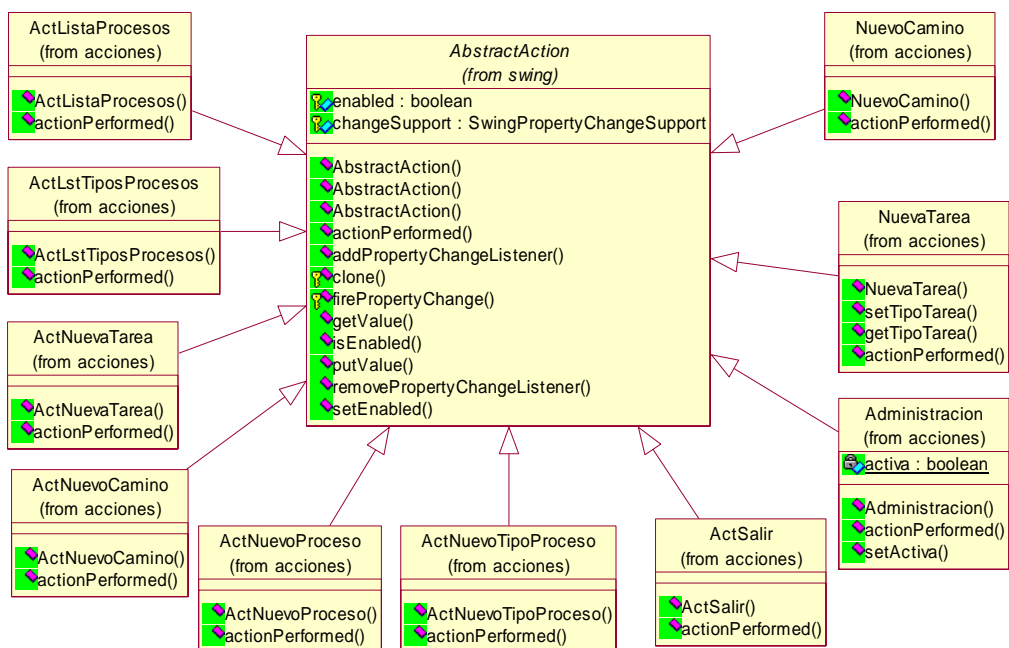 ActListaProcesos
(from acciones)
ActListaProcesos()
actionPerformed()
ActLstTiposProcesos
(from acciones)
ActLstTiposProcesos()
actionPerformed()
ActNuevaTarea
(from acciones)
ActNuevaTarea()
actionPerformed()
ActNuevoCamino
(from acciones)
ActNuevoCamino()
actionPerformed()
AbstractAction
(from swing)
enabled : boolean
changeSupport : SwingPropertyChangeSupport
AbstractAction()
AbstractAction()
AbstractAction()
actionPerformed()
addPropertyChangeListener()
clone()
firePropertyChange()
getValue()
isEnabled()
putValue()
removePropertyChangeListener()
setEnabled()
NuevoCamino
(from acciones)
NuevoCamino()
actionPerformed()
NuevaTarea
(from acciones)
NuevaTarea()
setTipoTarea()
getTipoTarea()
actionPerformed()
Administracion
(from acciones)
activa : boolean
Administracion()
actionPerformed()
setActiva()
ActNuevoProceso
(from acciones)
ActNuevoProceso()
actionPerformed()
ActNuevoTipoProceso
(from acciones)
ActNuevoTipoProceso()
actionPerformed()
ActSalir
(from acciones)
ActSalir()
actionPerformed()